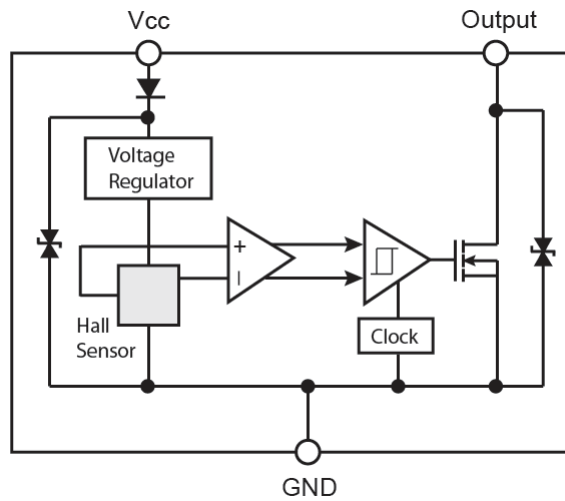 Vcc
Output
Voltage
Regulator
+
–
Hall
Sensor
Clock
GND